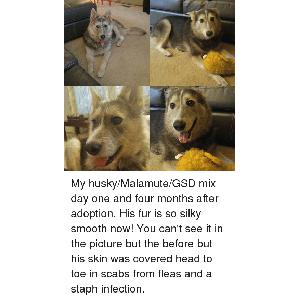 My husky/Malamute/GSD mix
day one and four months after
adoption. His fur is so silky
smooth now! You can't see it in
the picture but the before but
his skin was covered head to
toe in scabs from fleas and a
staph infection.